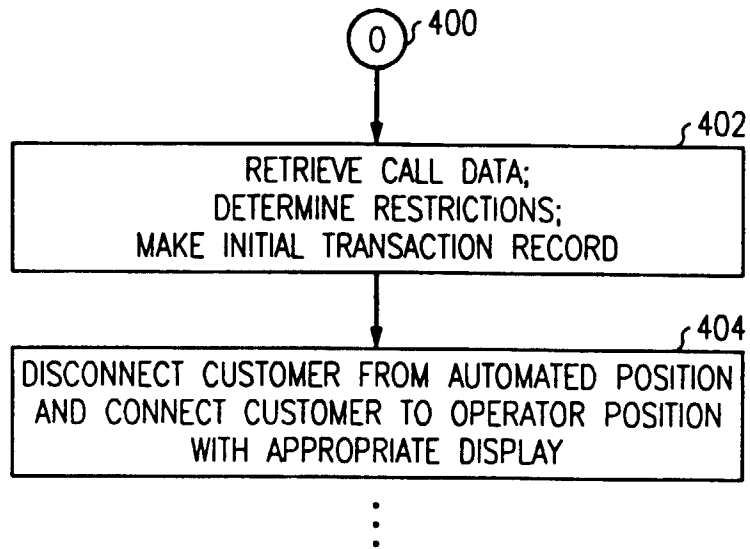 0 400
402
RETRIEVE CALL DATA;
DETERMINE RESTRICTIONS;
MAKE INITIAL TRANSACTION RECORD
404
DISCONNECT CUSTOMER FROM AUTOMATED POSITION
AND CONNECT CUSTOMER TO OPERATOR POSITION
WITH APPROPRIATE DISPLAY